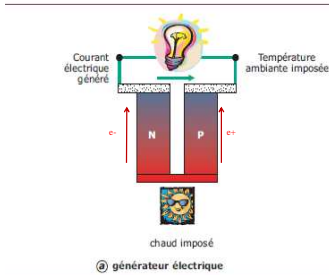 Courant
électrique
généré
Température
ambiante imposée
e-
N
P
e+
chaud imposé
a générateur électrique